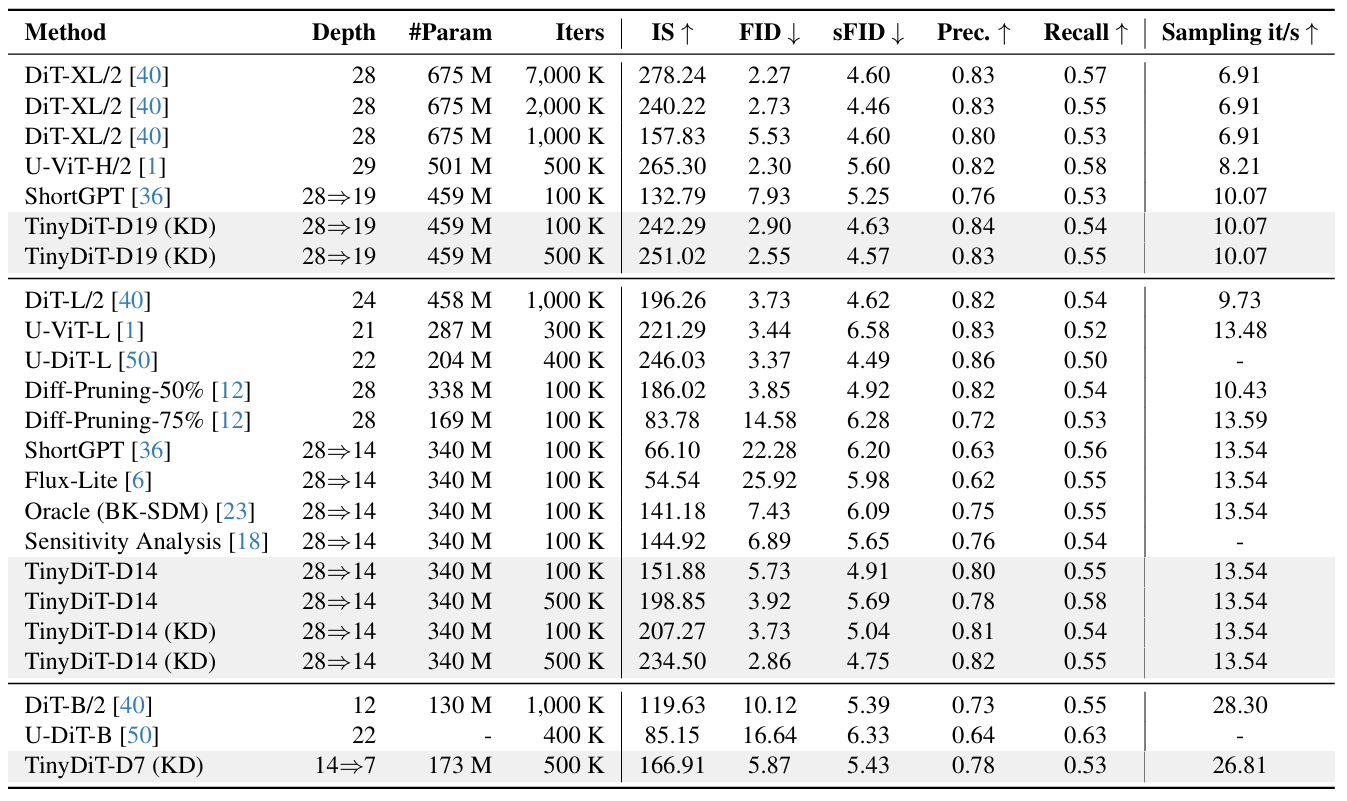 Method Depth #Param Iters IS ↑ FID ↓ sFID ↓ Prec. ↑ Recall ↑ Sampling it/s ↑
DiT-XL/2 [40] 28 675 M 7,000 K 278.24 2.27 4.60 0.83 0.57 6.91
DiT-XL/2 [40] 28 675 M 2,000 K 240.22 2.73 4.46 0.83 0.55 6.91
DiT-XL/2 [40] 28 675 M 1,000 K 157.83 5.53 4.60 0.80 0.53 6.91
U-ViT-H/2 [1] 29 501 M 500 K 265.30 2.30 5.60 0.82 0.58 8.21
ShortGPT [36] 28⇒19 459 M 100 K 132.79 7.93 5.25 0.76 0.53 10.07
TinyDiT-D19 (KD) 28⇒19 459 M 100 K 242.29 2.90 4.63 0.84 0.54 10.07
TinyDiT-D19 (KD) 28⇒19 459 M 500 K 251.02 2.55 4.57 0.83 0.55 10.07
DiT-L/2 [40] 24 458 M 1,000 K 196.26 3.73 4.62 0.82 0.54 9.73
U-ViT-L [1] 21 287 M 300 K 221.29 3.44 6.58 0.83 0.52 13.48
U-DiT-L [50] 22 204 M 400 K 246.03 3.37 4.49 0.86 0.50 -
Diff-Pruning-50% [12] 28 338 M 100 K 186.02 3.85 4.92 0.82 0.54 10.43
Diff-Pruning-75% [12] 28 169 M 100 K 83.78 14.58 6.28 0.72 0.53 13.59
ShortGPT [36] 28⇒14 340 M 100 K 66.10 22.28 6.20 0.63 0.56 13.54
Flux-Lite [6] 28⇒14 340 M 100 K 54.54 25.92 5.98 0.62 0.55 13.54
Oracle (BK-SDM) [23] 28⇒14 340 M 100 K 141.18 7.43 6.09 0.75 0.55 13.54
Sensitivity Analysis [18] 28⇒14 340 M 100 K 144.92 6.89 5.65 0.76 0.54 -
TinyDiT-D14 28⇒14 340 M 100 K 151.88 5.73 4.91 0.80 0.55 13.54
TinyDiT-D14 28⇒14 340 M 500 K 198.85 3.92 5.69 0.78 0.58 13.54
TinyDiT-D14 (KD) 28⇒14 340 M 100 K 207.27 3.73 5.04 0.81 0.54 13.54
TinyDiT-D14 (KD) 28⇒14 340 M 500 K 234.50 2.86 4.75 0.82 0.55 13.54
DiT-B/2 [40] 12 130 M 1,000 K 119.63 10.12 5.39 0.73 0.55 28.30
U-DiT-B [50] 22 - 400 K 85.15 16.64 6.33 0.64 0.63 -
TinyDiT-D7 (KD) 14⇒7 173 M 500 K 166.91 5.87 5.43 0.78 0.53 26.81